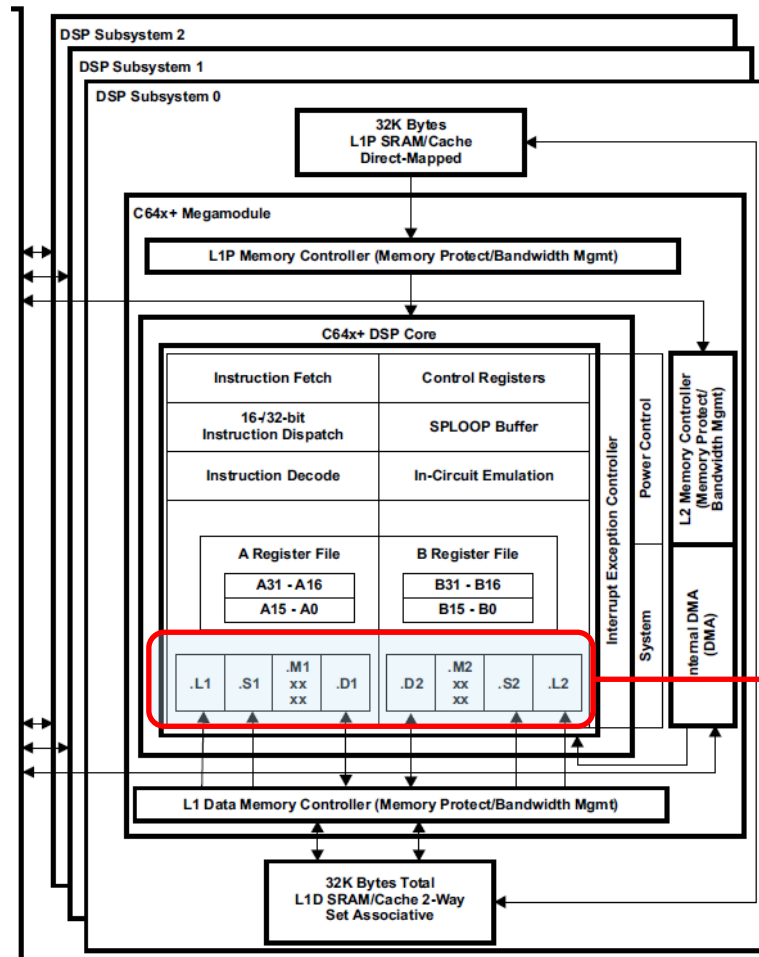 DSP Subsystem 2
DSP Subsystem 1
DSP Subsystem 0
32K Bytes
L1P SRAM/Cache
Direct-Mapped
C64x+ Megamodule
L1P Memory Controller (Memory Protect/Bandwidth Mgmt)
C64x+ DSP Core
Instruction Fetch
Control Registers
16-/32-bit
Instruction Dispatch
SPLOOP Buffer
Instruction Decode
In-Circuit Emulation
A Register File
A31 - A16
A15 - A0
B Register File
B31 - B16
B15 - B0
.L1
.S1
.M1
xx
xx
.D1
.D2
.M2
xx
xx
.S2
.L2
Interrupt Exception Controller
Power Control
System
L2 Memory Controller
(Memory Protect/
Bandwidth Mgmt)
nternal DMA
(DMA)
L1 Data Memory Controller (Memory Protect/Bandwidth Mgmt)
32K Bytes Total
L1D SRAM/Cache 2-Way
Set Associative